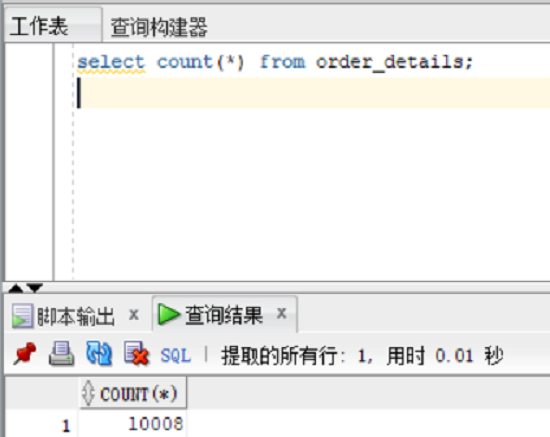 工作表 查询构建器
select count(*) from order_details;
脚本输出 x 查询结果 x
SQL | 提取的所有行: 1, 用时 0.01 秒
COUNT(*)
1 10008